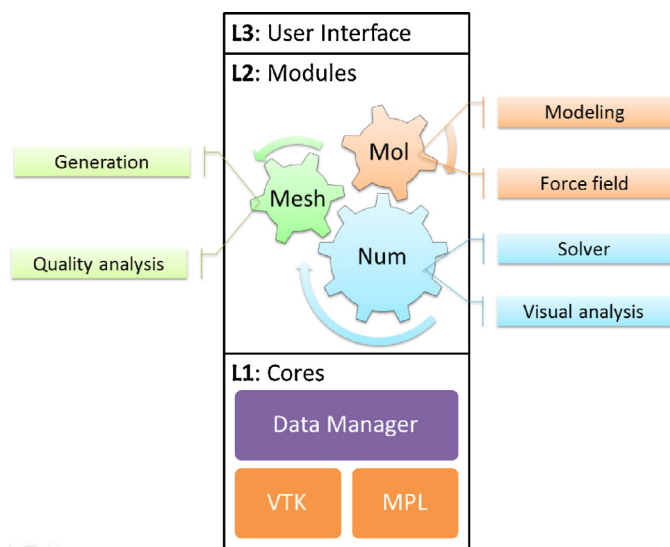 L3: User Interface
L2: Modules
Mol
Mesh
Num
Generation
Quality analysis
Modeling
Force field
Solver
Visual analysis
L1: Cores
Data Manager
VTK
MPL